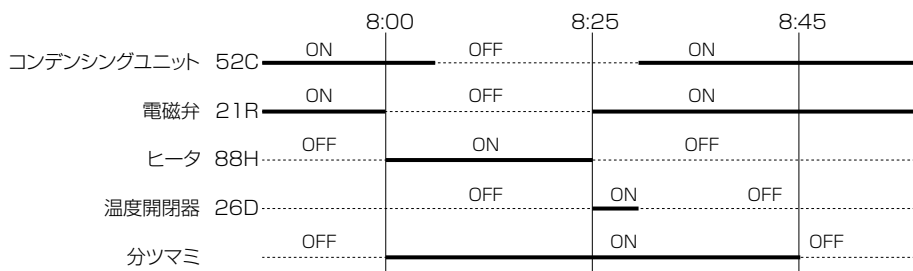 8:00 8:25 8:45
コンデンシングユニット 52C ON OFF ON
電磁弁 21R ON OFF ON
ヒータ 88H OFF ON OFF
温度開閉器 26D OFF ON OFF
分ツマミ OFF ON OFF